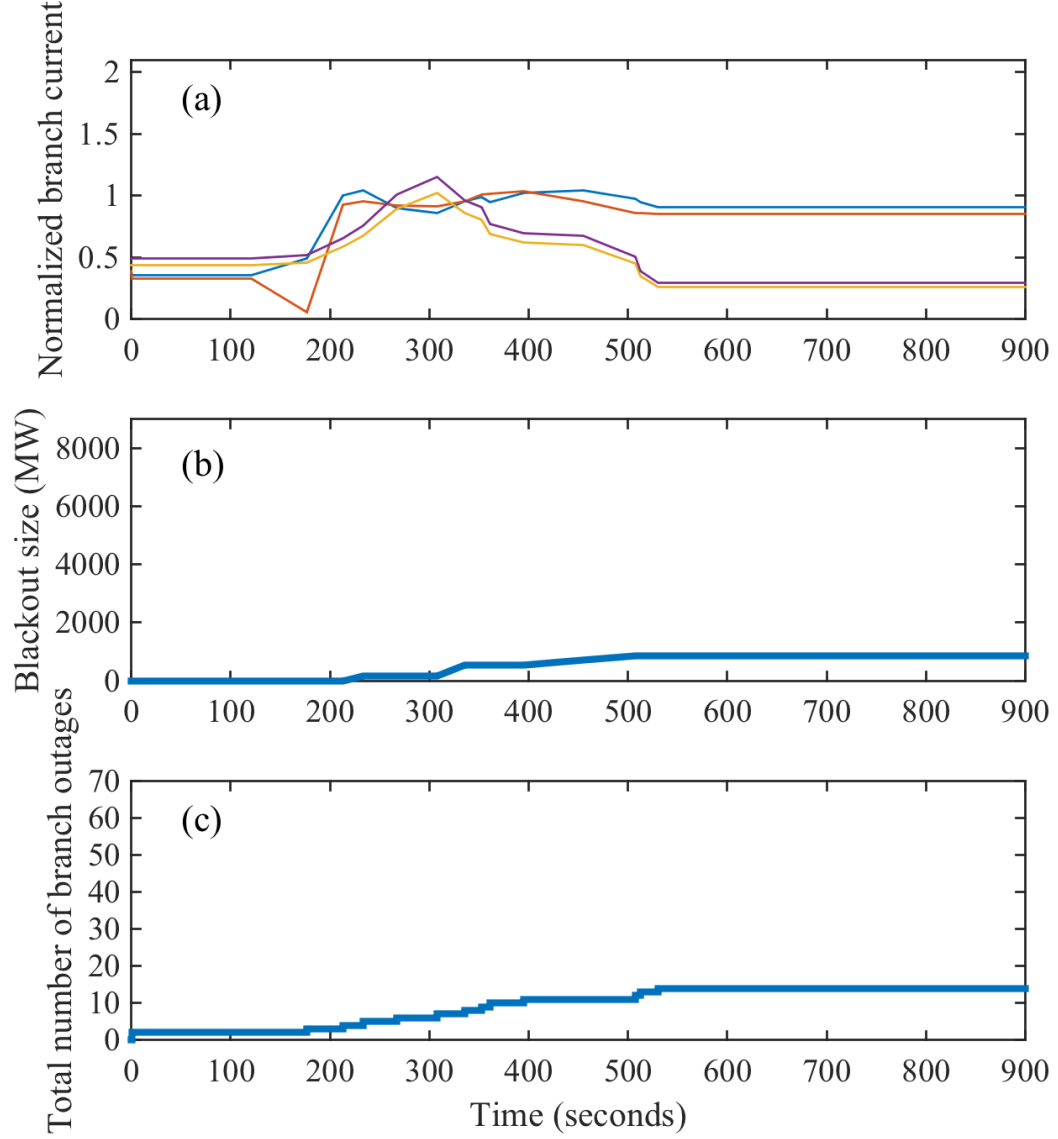 Normalized branch current
(a)
2
1.5
1
0.5
0
0 100 200 300 400 500 600 700 800 900
Blackout size (MW)
(b)
8000
6000
4000
2000
0
0 100 200 300 400 500 600 700 800 900
Total number of branch outages
(c)
70
60
50
40
30
20
10
0
0 100 200 300 400 500 600 700 800 900
Time (seconds)